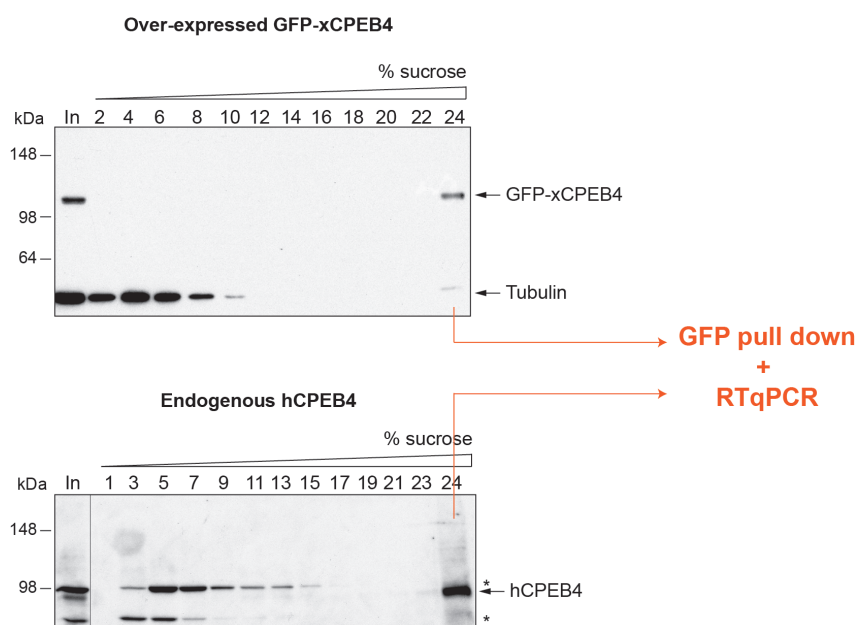 Over-expressed GFP-xCPEB4
% sucrose
kDa In 2 4 6 8 10 12 14 16 18 20 22 24
148
GFP-xCPEB4
98
64
Tubulin
GFP pull down
+
RTqPCR
Endogenous hCPEB4
% sucrose
kDa In 1 3 5 7 9 11 13 15 17 19 21 23 24
148
98
*
hCPEB4
*